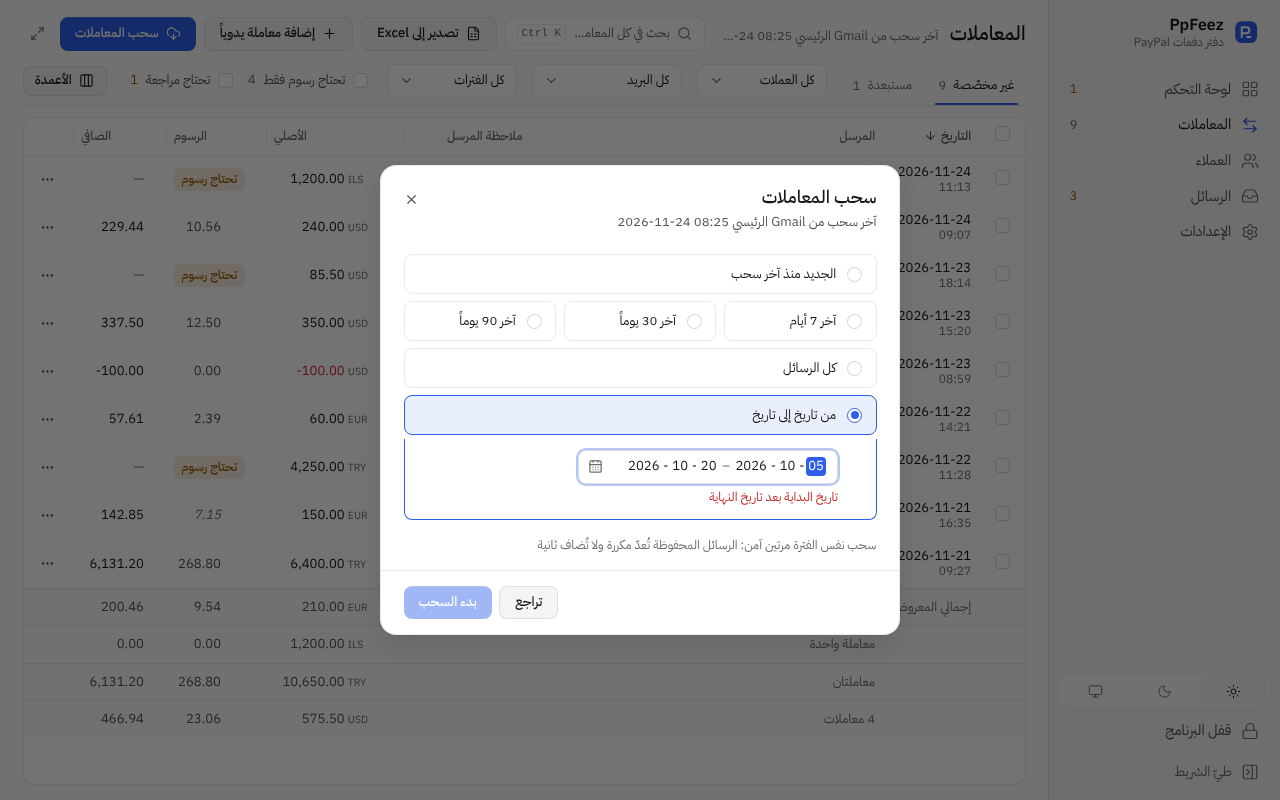 PpFeez
دفتر دفعات PayPal
لوحة التحكم 1
المعاملات 9
العملاء
الرسائل 3
الإعدادات
قفل البرنامج
طيّ الشريط
المعاملات
آخر سحب من Gmail الرئيسي 08:25 24-...
بحث في كل المعامد... Ctrl K
تصدير إلى Excel
إضافة معاملة يدوياً
سحب المعاملات
غير مخصّصة 9
مستبعدة 1
كل العملات
كل البريد
كل الفترات
تحتاج رسوم فقط 4
تحتاج مراجعة 1
الأعمدة
التاريخ المرسل ملاحظة المرسل الأصلي الرسوم الصافي
2026-11-24 1,200.00 ILS تحتاج رسوم —
11:13
2026-11-24 240.00 USD 10.56 229.44
09:07
2026-11-23 85.50 USD تحتاج رسوم —
18:14
2026-11-23 350.00 USD 12.50 337.50
15:20
2026-11-23 -100.00 USD 0.00 -100.00
08:59
2026-11-22 60.00 EUR 2.39 57.61
14:21
2026-11-22 4,250.00 TRY تحتاج رسوم —
11:28
2026-11-21 150.00 EUR 7.15 142.85
16:35
2026-11-21 6,400.00 TRY 268.80 6,131.20
09:27
إجمالي المعروض 210.00 EUR 9.54 200.46
معاملة واحدة 1,200.00 ILS 0.00 0.00
معاملتان 10,650.00 TRY 268.80 6,131.20
4 معاملات 575.50 USD 23.06 466.94
سحب المعاملات
آخر سحب من Gmail الرئيسي 08:25 2026-11-24
الجديد منذ آخر سحب
آخر 7 أيام
آخر 30 يوماً
آخر 90 يوماً
كل الرسائل
من تاريخ إلى تاريخ
2026 - 10 - 20 – 2026 - 10 - 05
تاريخ البداية بعد تاريخ النهاية
سحب نفس الفترة مرتين آمن: الرسائل المحفوظة تُعدّ مكررة ولا تُضاف ثانية
تراجع
بدء السحب